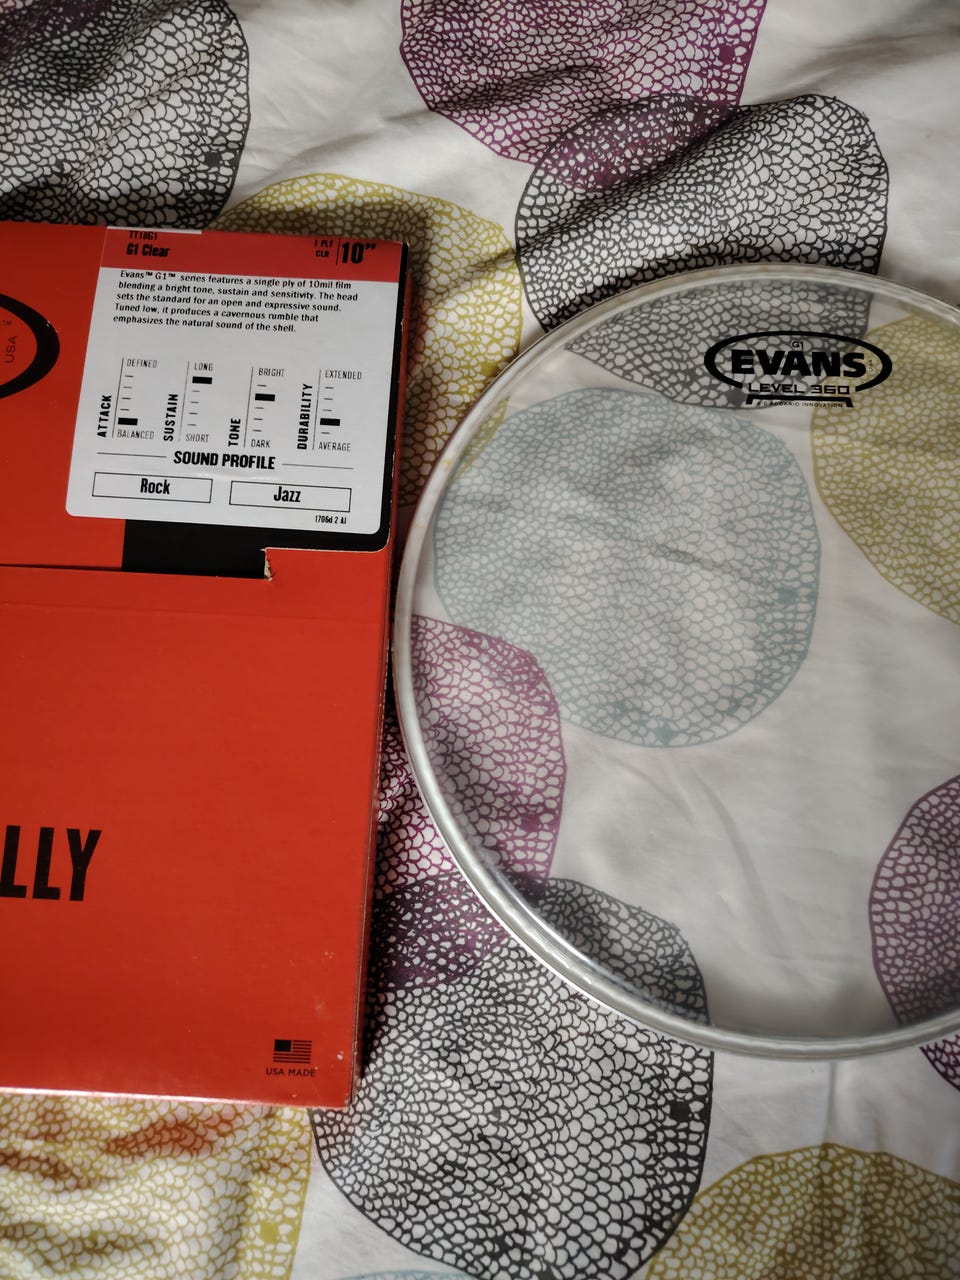 TT10G1
G1 Clear
1 PLY
CLR
10"
Evans™ G1™ series features a single ply of 10mil film
blending a bright tone, sustain and sensitivity. The head
sets the standard for an open and expressive sound.
Tuned low, it produces a cavernous rumble that
emphasizes the natural sound of the shell.
ATTACK
DEFINED
BALANCED
SUSTAIN
LONG
SHORT
TONE
BRIGHT
DARK
DURABILITY
EXTENDED
AVERAGE
SOUND PROFILE
Rock
Jazz
1706d 2 AI
USA
LLY
USA MADE
G1
EVANS
LEVEL 360
D'ADDARIO INNOVATION